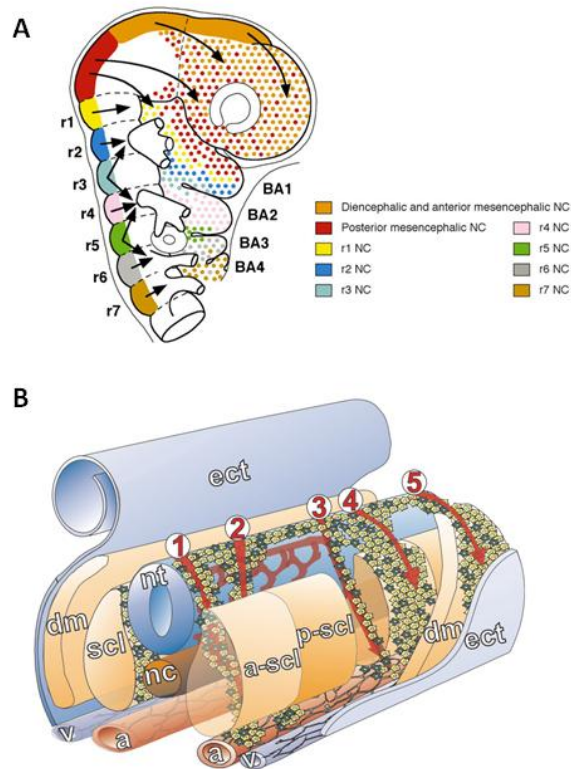 A
r1
r2
r3
r4
r5
r6
r7
BA1
BA2
BA3
BA4
Diencephalic and anterior mesencephalic NC
Posterior mesencephalic NC
r1 NC
r2 NC
r3 NC
r4 NC
r5 NC
r6 NC
r7 NC
B
ect
1
2
3
4
5
nt
dm
scl
nc
a-scl
p-scl
dm
ect
v
a
a
v